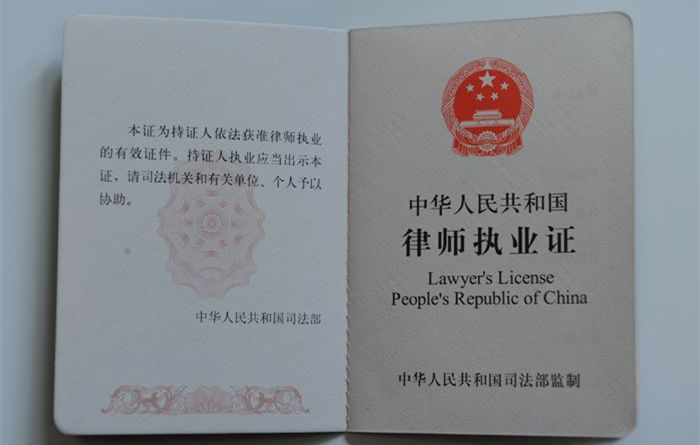 本证为持证人依法获准律师执业
的有效证件。持证人执业应当出示本
证，请司法机关和有关单位、个人予以
协助。
中华人民共和国司法部
中华人民共和国
律师执业证
Lawyer's License
People's Republic of China
中华人民共和国司法部监制